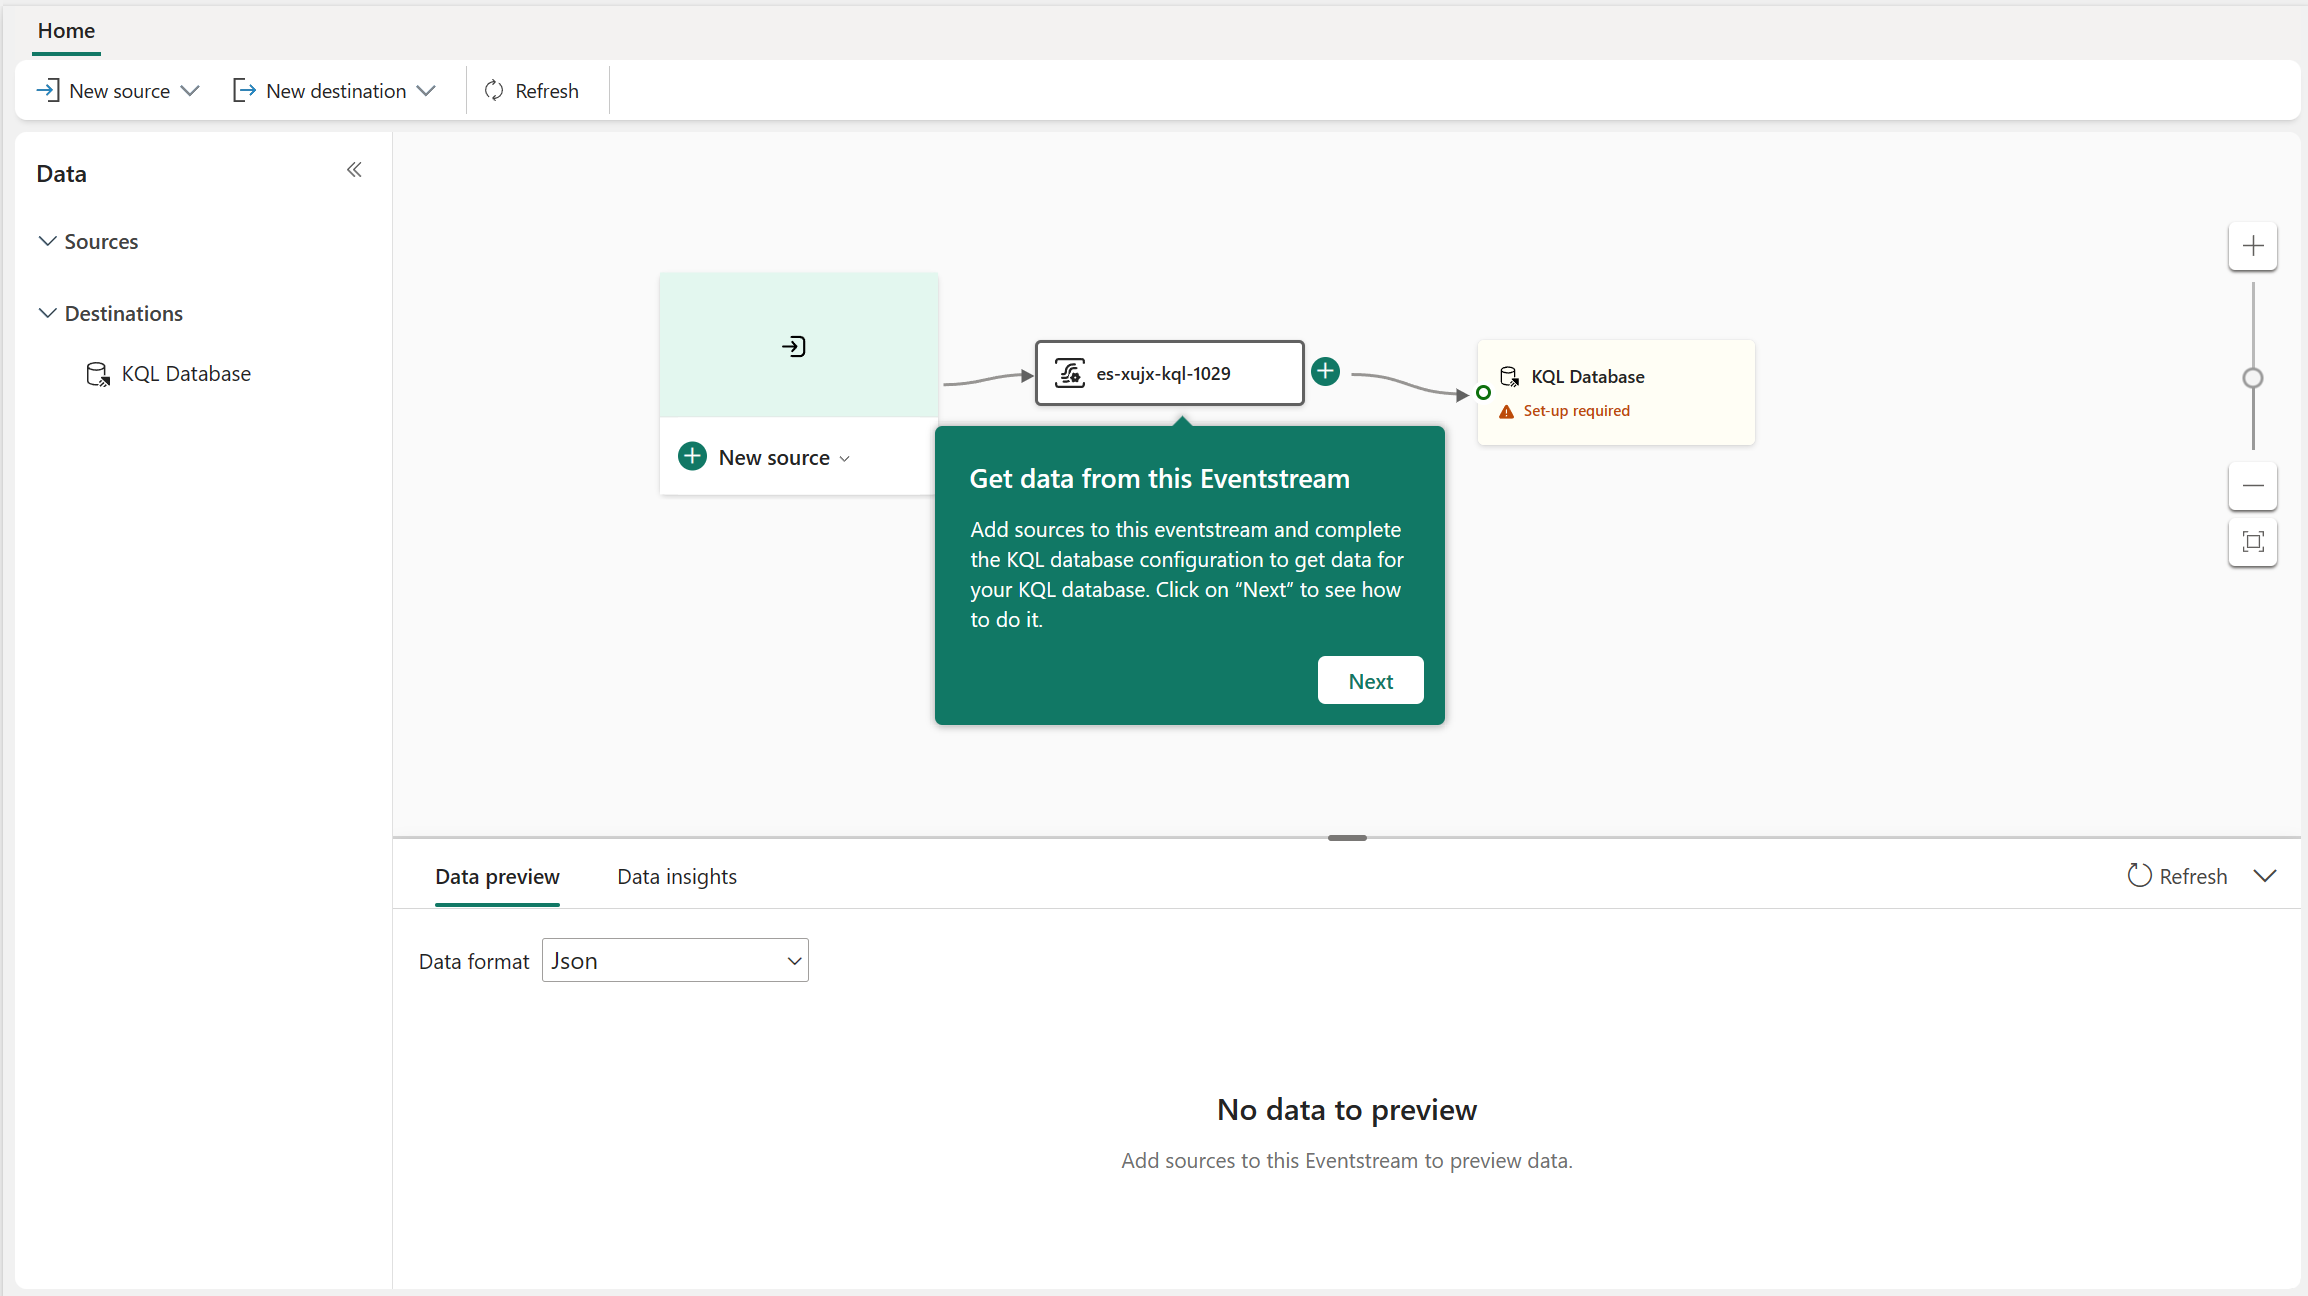 Home
New source
New destination
Refresh
Data
Sources
Destinations
KQL Database
New source
es-xujx-kql-1029
KQL Database
Set-up required
Get data from this Eventstream
Add sources to this eventstream and complete
the KQL database configuration to get data for
your KQL database. Click on “Next” to see how
to do it.
Next
Data preview
Data insights
Refresh
Data format
Json
No data to preview
Add sources to this Eventstream to preview data.